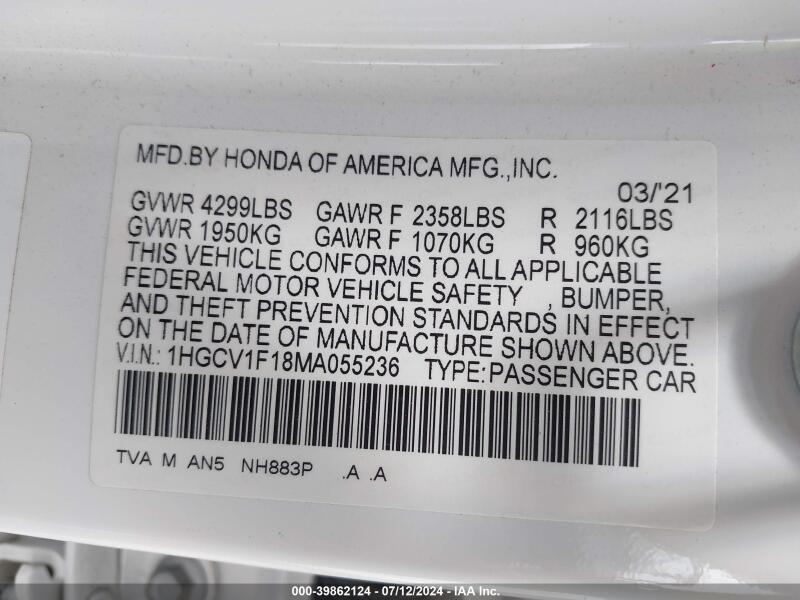 MFD.BY HONDA OF AMERICA MFG.,INC.
03/'21
GVWR 4299LBS GAWR F 2358LBS R 2116LBS
GVWR 1950KG GAWR F 1070KG R 960KG
THIS VEHICLE CONFORMS TO ALL APPLICABLE
FEDERAL MOTOR VEHICLE SAFETY , BUMPER,
AND THEFT PREVENTION STANDARDS IN EFFECT
ON THE DATE OF MANUFACTURE SHOWN ABOVE.
V.I.N.: 1HGCV1F18MA055236 TYPE:PASSENGER CAR
TVA M AN5 NH883P .A .A
000-39862124 - 07/12/2024 - IAA Inc.